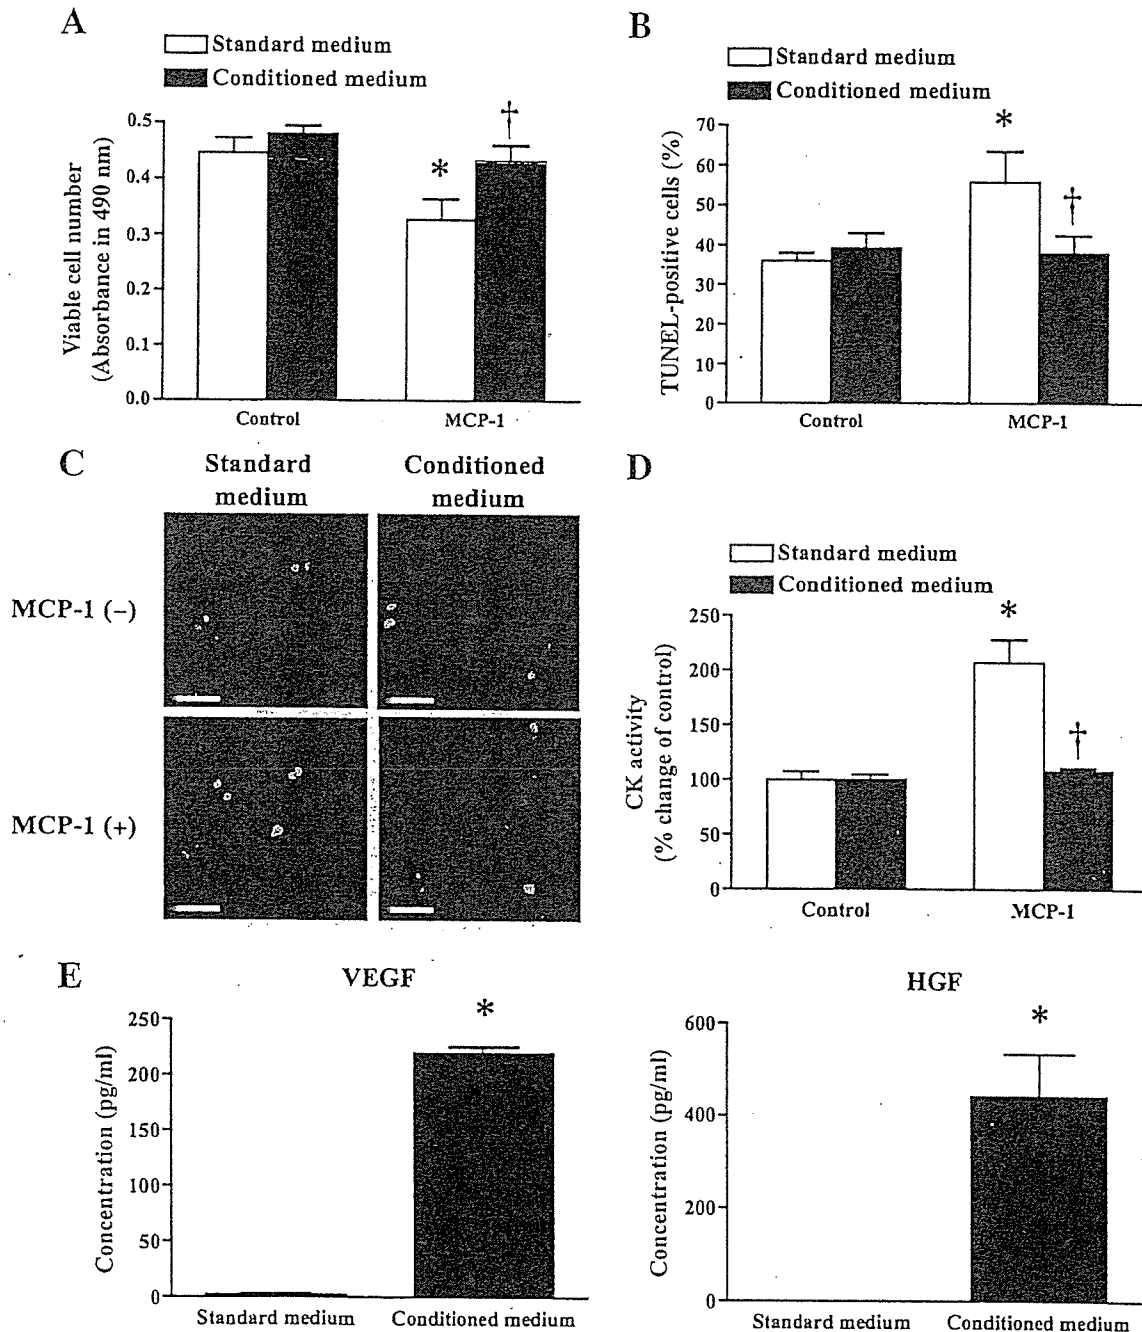 A
Standard medium
Conditioned medium
Viable cell number
(Absorbance in 490 nm)
0.5
0.4
0.3
0.2
0.1
0.0
*
†
Control
MCP-1
B
Standard medium
Conditioned medium
TUNEL-positive cells (%)
70
60
50
40
30
20
10
0
*
†
Control
MCP-1
C
Standard
medium
Conditioned
medium
MCP-1 (−)
MCP-1 (+)
D
Standard medium
Conditioned medium
CK activity
(% change of control)
250
200
150
100
50
0
*
†
Control
MCP-1
E
VEGF
Concentration (pg/ml)
250
200
150
100
50
0
*
Standard medium
Conditioned medium
HGF
Concentration (pg/ml)
600
400
200
0
*
Standard medium
Conditioned medium